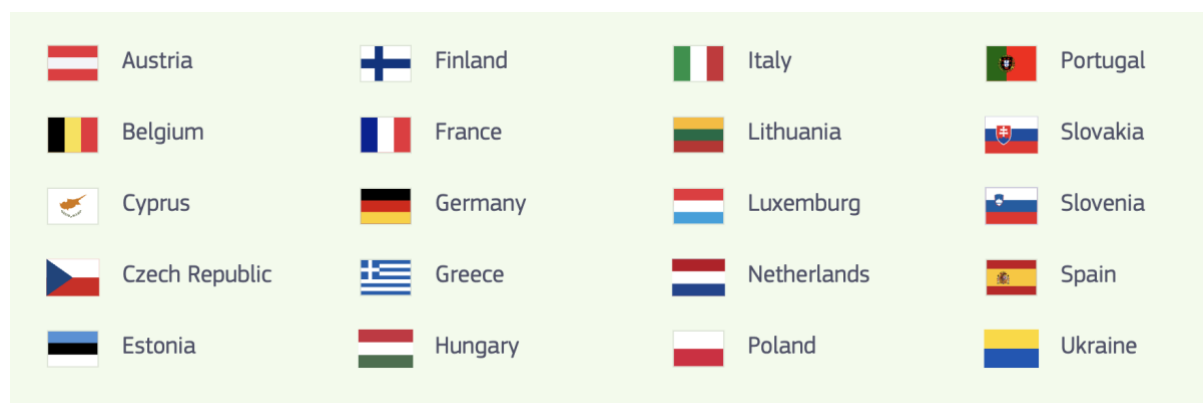 Austria
Belgium
Cyprus
Czech Republic
Estonia
Finland
France
Germany
Greece
Hungary
Italy
Lithuania
Luxemburg
Netherlands
Poland
Portugal
Slovakia
Slovenia
Spain
Ukraine